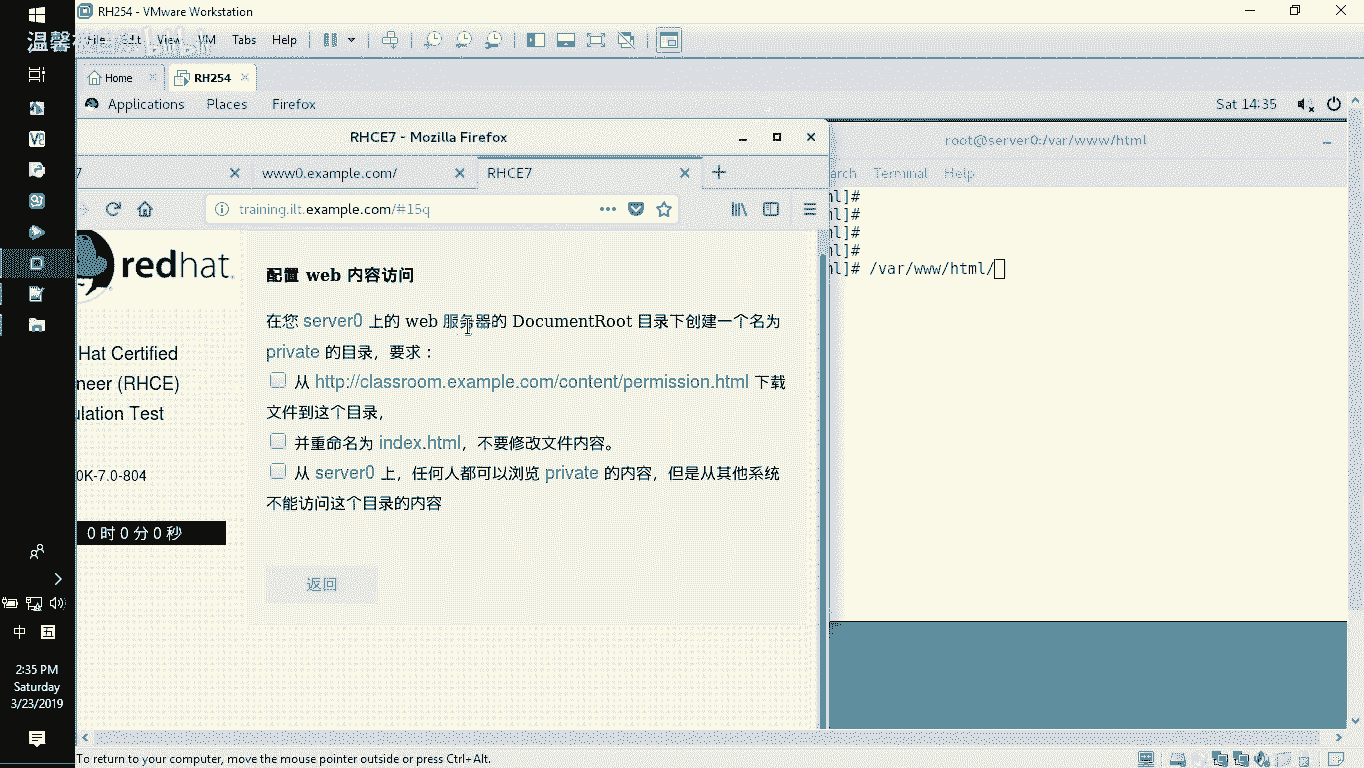 RH254 - VMware Workstation
温馨
File Edit View VM Tabs Help
Home
RH254
Applications Places Firefox
Sat 14:35
RHCE7 - Mozilla Firefox
7
www0.example.com/
RHCE7
training.ilt.example.com/#15q
redhat.
Hat Certified
neer (RHCE)
ulation Test
0K-7.0-804
0 时 0 分 0 秒
配置 web 内容访问
在您 server0 上的 web 服务器的 DocumentRoot 目录下创建一个名为
private 的目录，要求：
从 http://classroom.example.com/content/permission.html 下载
文件到这个目录，
并重命名为 index.html，不要修改文件内容。
从 server0 上，任何人都可以浏览 private 的内容，但是从其他系统
不能访问这个目录的内容
返回
root@server0:/var/www/html
arch Terminal Help
ml]#
ml]#
ml]#
ml]#
ml]# /var/www/html/
中 五
2:35 PM
Saturday
3/23/2019
To return to your computer, move the mouse pointer outside or press Ctrl+Alt.